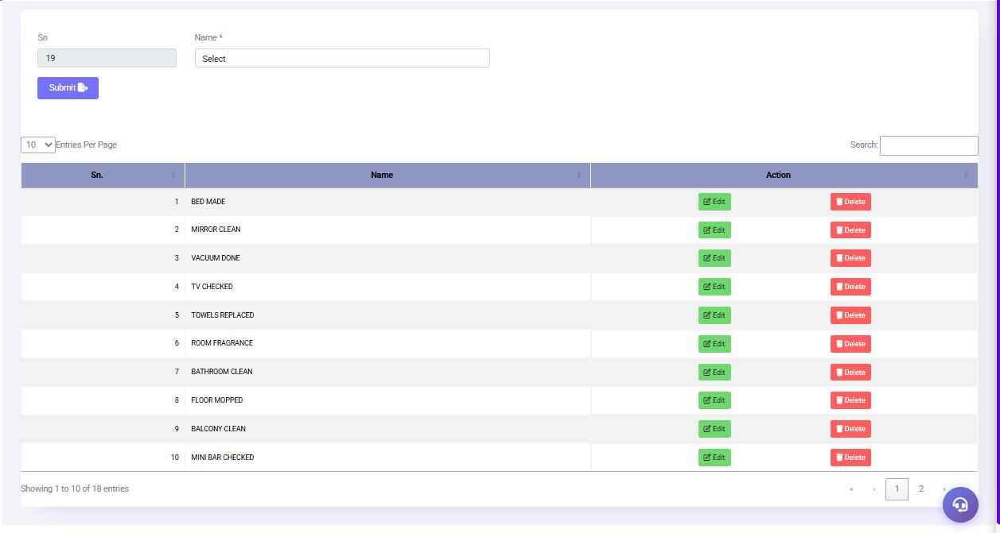 Sn Name *
19 Select
Submit
10 Entries Per Page Search:
Sn. Name Action
1 BED MADE Edit Delete
2 MIRROR CLEAN Edit Delete
3 VACUUM DONE Edit Delete
4 TV CHECKED Edit Delete
5 TOWELS REPLACED Edit Delete
6 ROOM FRAGRANCE Edit Delete
7 BATHROOM CLEAN Edit Delete
8 FLOOR MOPPED Edit Delete
9 BALCONY CLEAN Edit Delete
10 MINI BAR CHECKED Edit Delete
Showing 1 to 10 of 18 entries « ‹ 1 2 ›